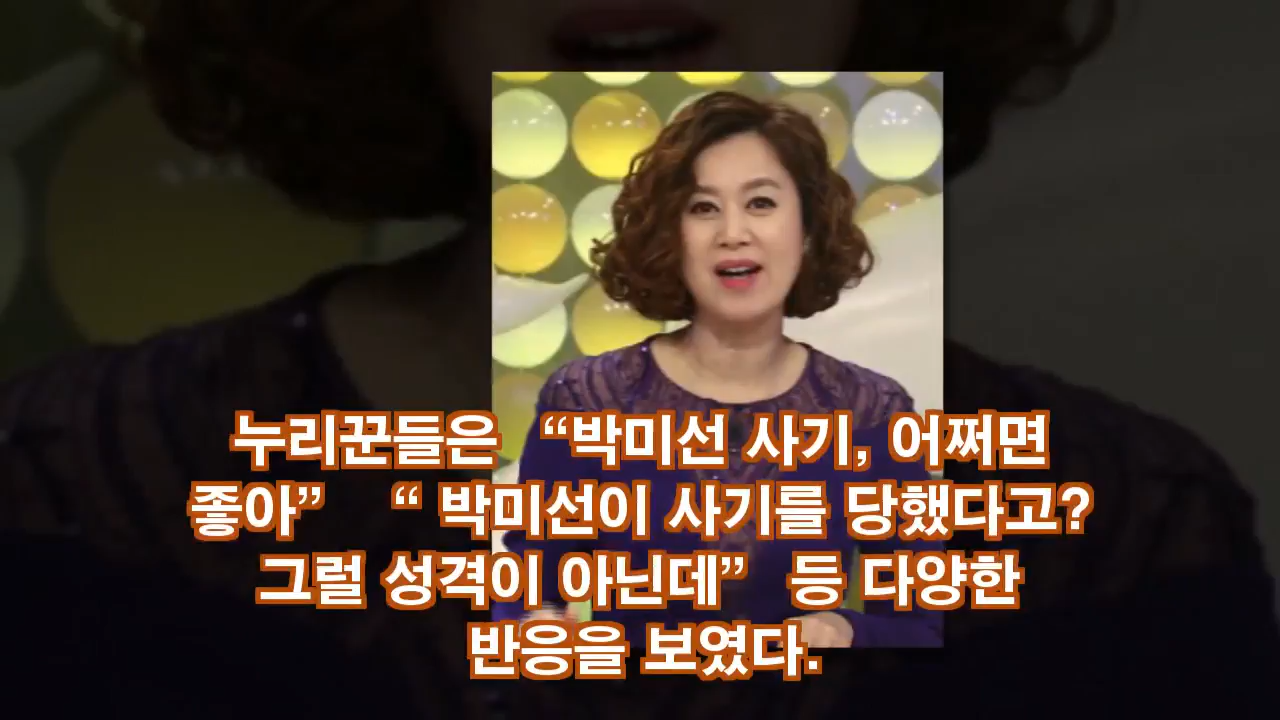 누리꾼들은 “박미선 사기, 어쩌면
좋아” “ 박미선이 사기를 당했다고?
그럴 성격이 아닌데” 등 다양한
반응을 보였다.